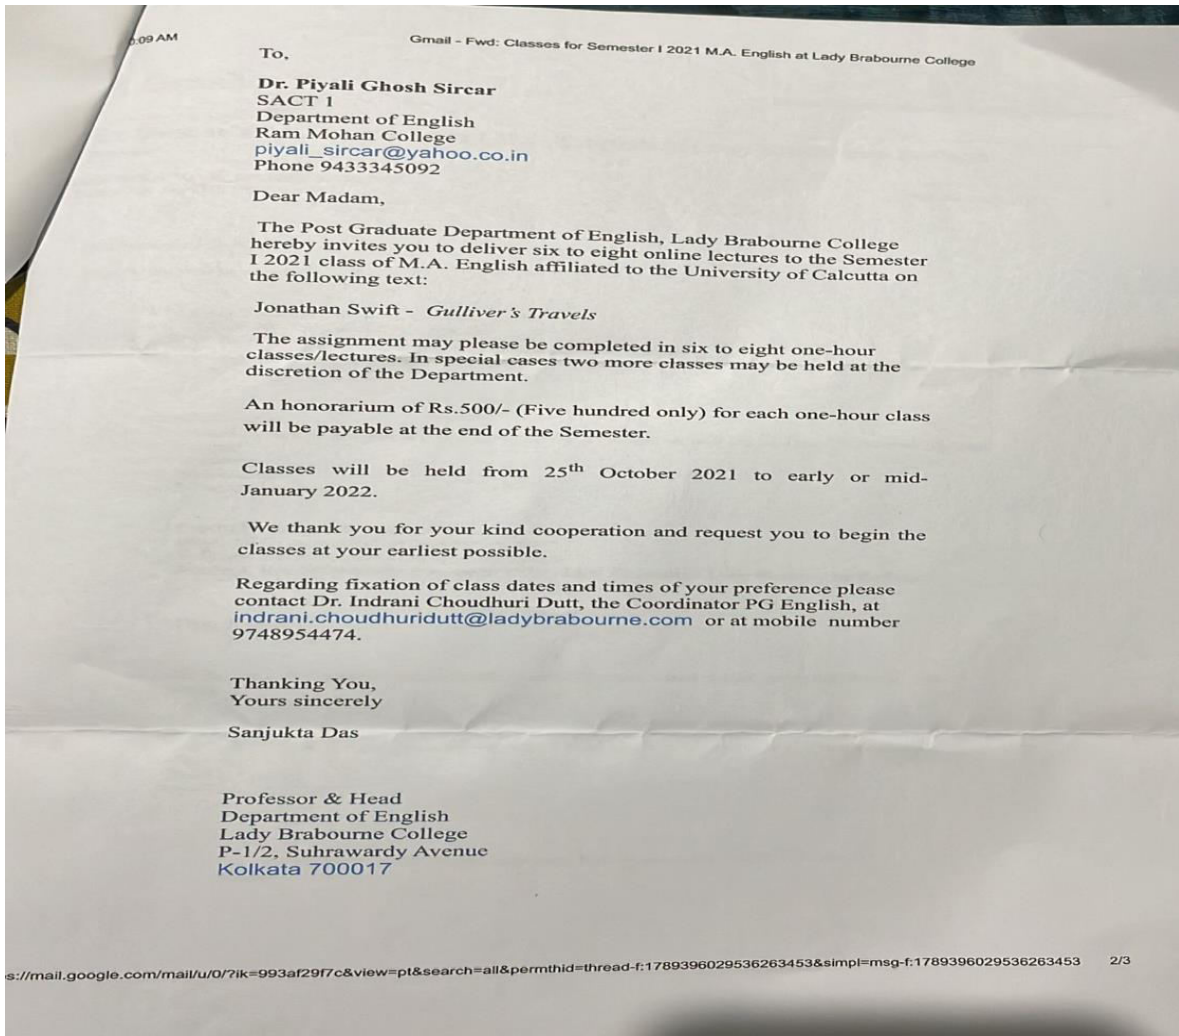 :09 AM
Gmail - Fwd: Classes for Semester I 2021 M.A. English at Lady Brabourne College
To,
Dr. Piyali Ghosh Sircar
SACT 1
Department of English
Ram Mohan College
piyali_sircar@yahoo.co.in
Phone 9433345092
Dear Madam,
The Post Graduate Department of English, Lady Brabourne College
hereby invites you to deliver six to eight online lectures to the Semester
I 2021 class of M.A. English affiliated to the University of Calcutta on
the following text:
Jonathan Swift - Gulliver's Travels
The assignment may please be completed in six to eight one-hour
classes/lectures. In special cases two more classes may be held at the
discretion of the Department.
An honorarium of Rs.500/- (Five hundred only) for each one-hour class
will be payable at the end of the Semester.
Classes will be held from 25th October 2021 to early or mid-
January 2022.
We thank you for your kind cooperation and request you to begin the
classes at your earliest possible.
Regarding fixation of class dates and times of your preference please
contact Dr. Indrani Choudhuri Dutt, the Coordinator PG English, at
indrani.choudhuridutt@ladybrabourne.com or at mobile number
9748954474.
Thanking You,
Yours sincerely
Sanjukta Das
Professor & Head
Department of English
Lady Brabourne College
P-1/2, Suhrawardy Avenue
Kolkata 700017
s://mail.google.com/mail/u/0/?ik=993af29f7c&view=pt&search=all&permthid=thread-f:1789396029536263453&simpl=msg-f:1789396029536263453 2/3